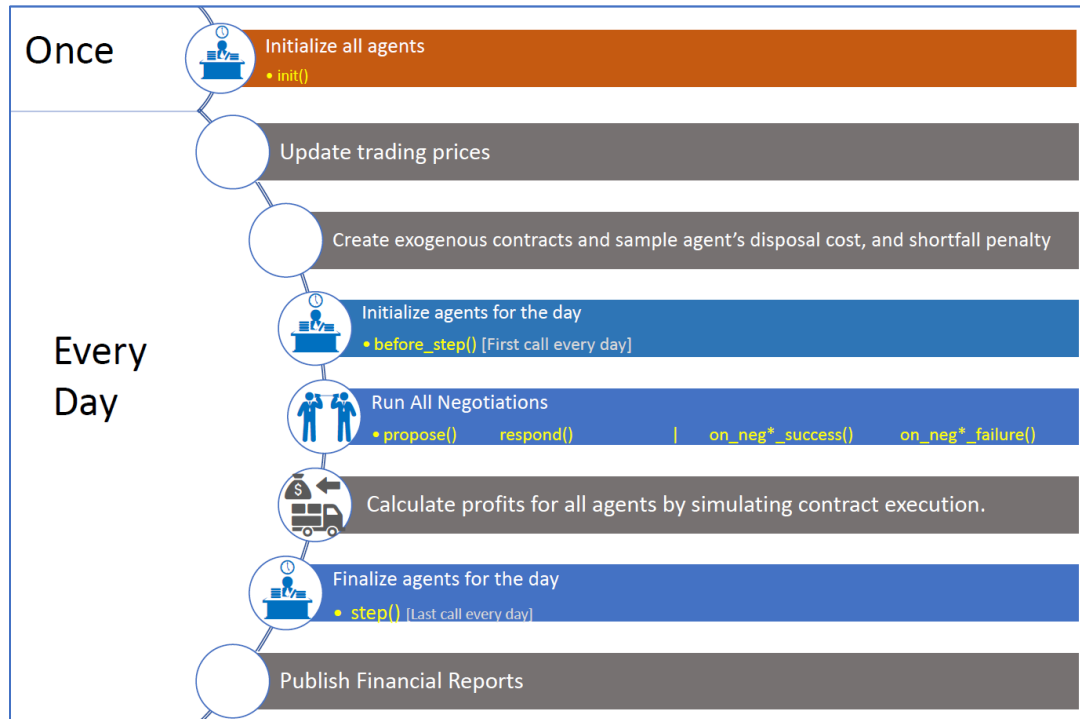 Once
Initialize all agents
• init()
Update trading prices
Create exogenous contracts and sample agent's disposal cost, and shortfall penalty
Initialize agents for the day
• before_step() [First call every day]
Every
Day
Run All Negotiations
• propose() respond() | on_neg*_success() on_neg*_failure()
$
Calculate profits for all agents by simulating contract execution.
Finalize agents for the day
• step() [Last call every day]
Publish Financial Reports